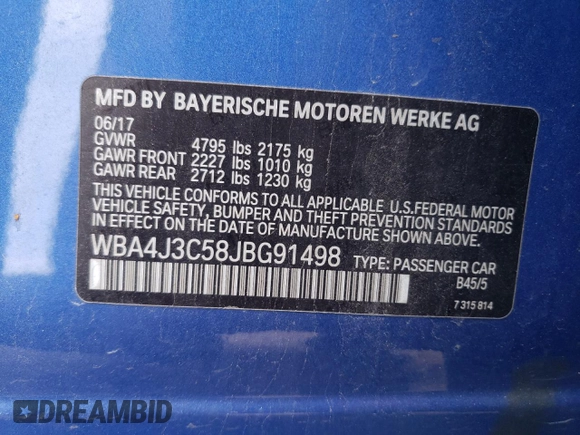 MFD BY BAYERISCHE MOTOREN WERKE AG
06/17
GVWR 4795 lbs 2175 kg
GAWR FRONT 2227 lbs 1010 kg
GAWR REAR 2712 lbs 1230 kg
THIS VEHICLE CONFORMS TO ALL APPLICABLE U.S.FEDERAL MOTOR
VEHICLE SAFETY, BUMPER AND THEFT PREVENTION STANDARDS
IN EFFECT ON THE DATE OF MANUFACTURE SHOWN ABOVE.
WBA4J3C58JBG91498 TYPE: PASSENGER CAR
B45/5
7 315 814
DREAMBID